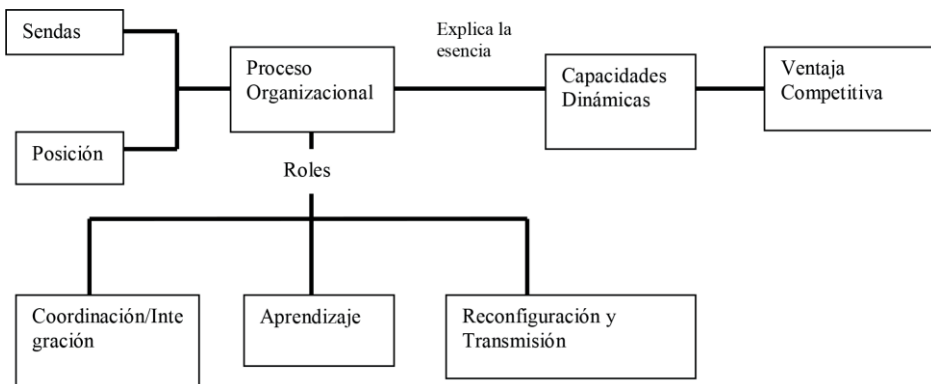 Sendas
Explica la
esencia
Proceso
Organizacional
Capacidades
Dinámicas
Ventaja
Competitiva
Posición
Roles
Coordinación/Inte
gración
Aprendizaje
Reconfiguración y
Transmisión